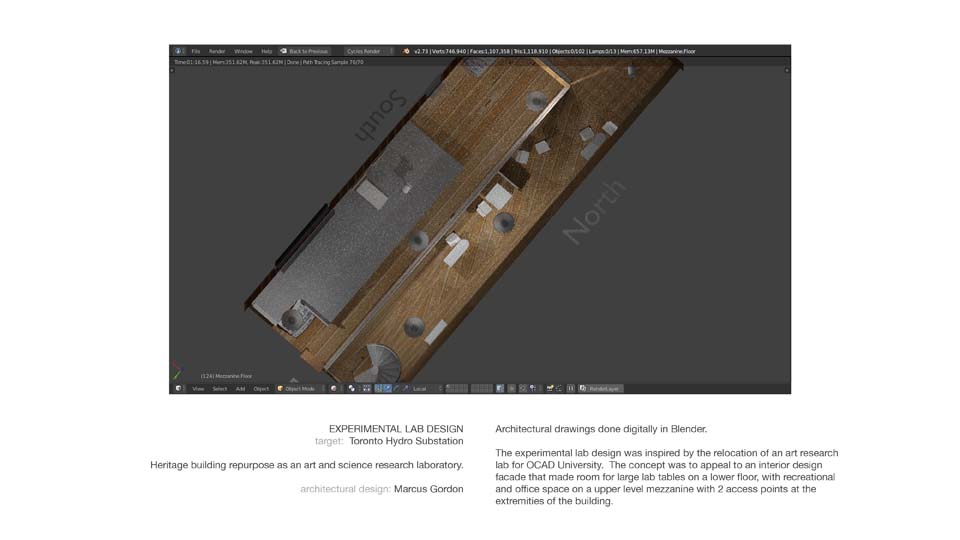 File Render Window Help Back to Previous Cycles Render v2.73 | Verts:746,940 | Faces:1,107,358 | Tris:1,118,910 | Objects:0/102 | Lamps:0/13 | Mem:657.13M | Mezzanine.Floor
Time:01:16.59 | Mem:351.62M, Peak:351.62M | Done | Path Tracing Sample 70/70
South
North
(124) Mezzanine.Floor
View Select Add Object Object Mode Local RenderLayer
EXPERIMENTAL LAB DESIGN
target: Toronto Hydro Substation
Heritage building repurpose as an art and science research laboratory.
architectural design: Marcus Gordon
Architectural drawings done digitally in Blender.
The experimental lab design was inspired by the relocation of an art research
lab for OCAD University. The concept was to appeal to an interior design
facade that made room for large lab tables on a lower floor, with recreational
and office space on a upper level mezzanine with 2 access points at the
extremities of the building.